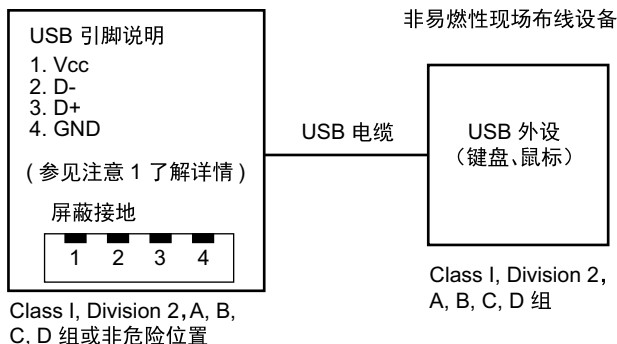 USB 引脚说明
1. Vcc
2. D-
3. D+
4. GND
( 参见注意 1 了解详情 )
屏蔽接地
1 2 3 4
Class I, Division 2, A, B,
C, D 组或非危险位置
USB 电缆
非易燃性现场布线设备
USB 外设
（键盘、鼠标）
Class I, Division 2,
A, B, C, D 组